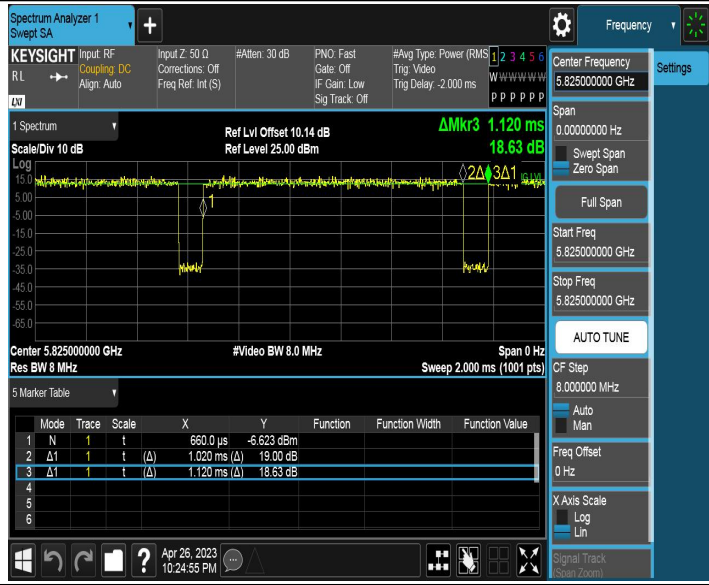 Spectrum Analyzer 1
Swept SA
Frequency
KEYSIGHT
RL
LXI
Input: RF
Coupling: DC
Align: Auto
Input Z: 50 Ω
Corrections: Off
Freq Ref: Int (S)
#Atten: 30 dB
PNO: Fast
Gate: Off
IF Gain: Low
Sig Track: Off
#Avg Type: Power (RMS
Trig: Video
Trig Delay: -2.000 ms
1 2 3 4 5 6
W W W W W W
P P P P P P
1 Spectrum
Scale/Div 10 dB
Ref Lvl Offset 10.14 dB
Ref Level 25.00 dBm
ΔMkr3 1.120 ms
18.63 dB
Log
15.0
5.00
-5.00
-15.0
-25.0
-35.0
-45.0
-55.0
-65.0
1
2Δ
3Δ1
Center 5.825000000 GHz
#Video BW 8.0 MHz
Span 0 Hz
Res BW 8 MHz
Sweep 2.000 ms (1001 pts)
5 Marker Table
Mode Trace Scale X Y Function Function Width Function Value
1 N 1 t 660.0 µs -6.623 dBm
2 Δ1 1 t (Δ) 1.020 ms (Δ) 19.00 dB
3 Δ1 1 t (Δ) 1.120 ms (Δ) 18.63 dB
4
5
6
?
Apr 26, 2023
10:24:55 PM
Center Frequency
5.825000000 GHz
Settings
Span
0.00000000 Hz
Swept Span
Zero Span
Full Span
Start Freq
5.825000000 GHz
Stop Freq
5.825000000 GHz
AUTO TUNE
CF Step
8.000000 MHz
Auto
Man
Freq Offset
0 Hz
X Axis Scale
Log
Lin
Signal Track
(Span Zoom)